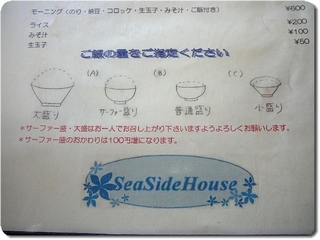 モーニング（のり・納豆・コロッケ・生玉子・みそ汁・ご飯付き） ¥600
ライス ¥200
みそ汁 ¥100
生玉子 ¥50
ご飯の量をご指定ください
(A) (B) (C)
大盛り サーファー盛り 普通盛り 小盛り
＊サーファー盛・大盛はお一人でお召し上がり下さいますようよろしくお願いします。
＊サーファー盛のおかわりは100円増になります。
SeaSideHouse